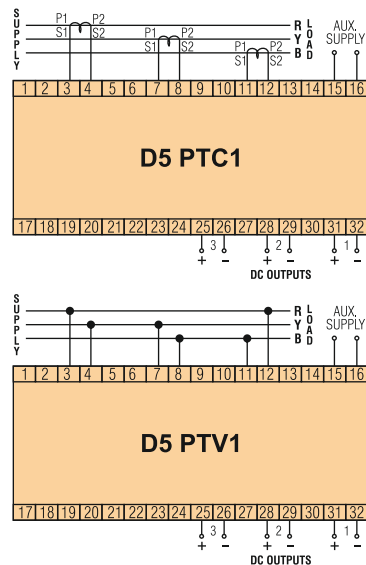 SUPPLY
P1 P2
R LOAD
AUX. SUPPLY
S1 S2
P1 P2
Y
S1 S2
P1 P2
B
S1 S2
1 2 3 4 5 6 7 8 9 10 11 12 13 14 15 16
D5 PTC1
17 18 19 20 21 22 23 24 25 26 27 28 29 30 31 32
3 2 1
+ - + - + -
DC OUTPUTS
SUPPLY
R LOAD
AUX. SUPPLY
Y
B
1 2 3 4 5 6 7 8 9 10 11 12 13 14 15 16
D5 PTV1
17 18 19 20 21 22 23 24 25 26 27 28 29 30 31 32
3 2 1
+ - + - + -
DC OUTPUTS